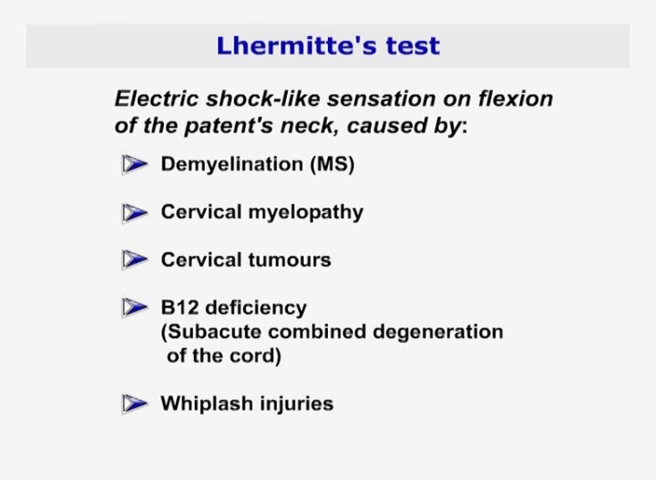 Lhermitte's test
Electric shock-like sensation on flexion
of the patent's neck, caused by:
Demyelination (MS)
Cervical myelopathy
Cervical tumours
B12 deficiency
(Subacute combined degeneration
of the cord)
Whiplash injuries